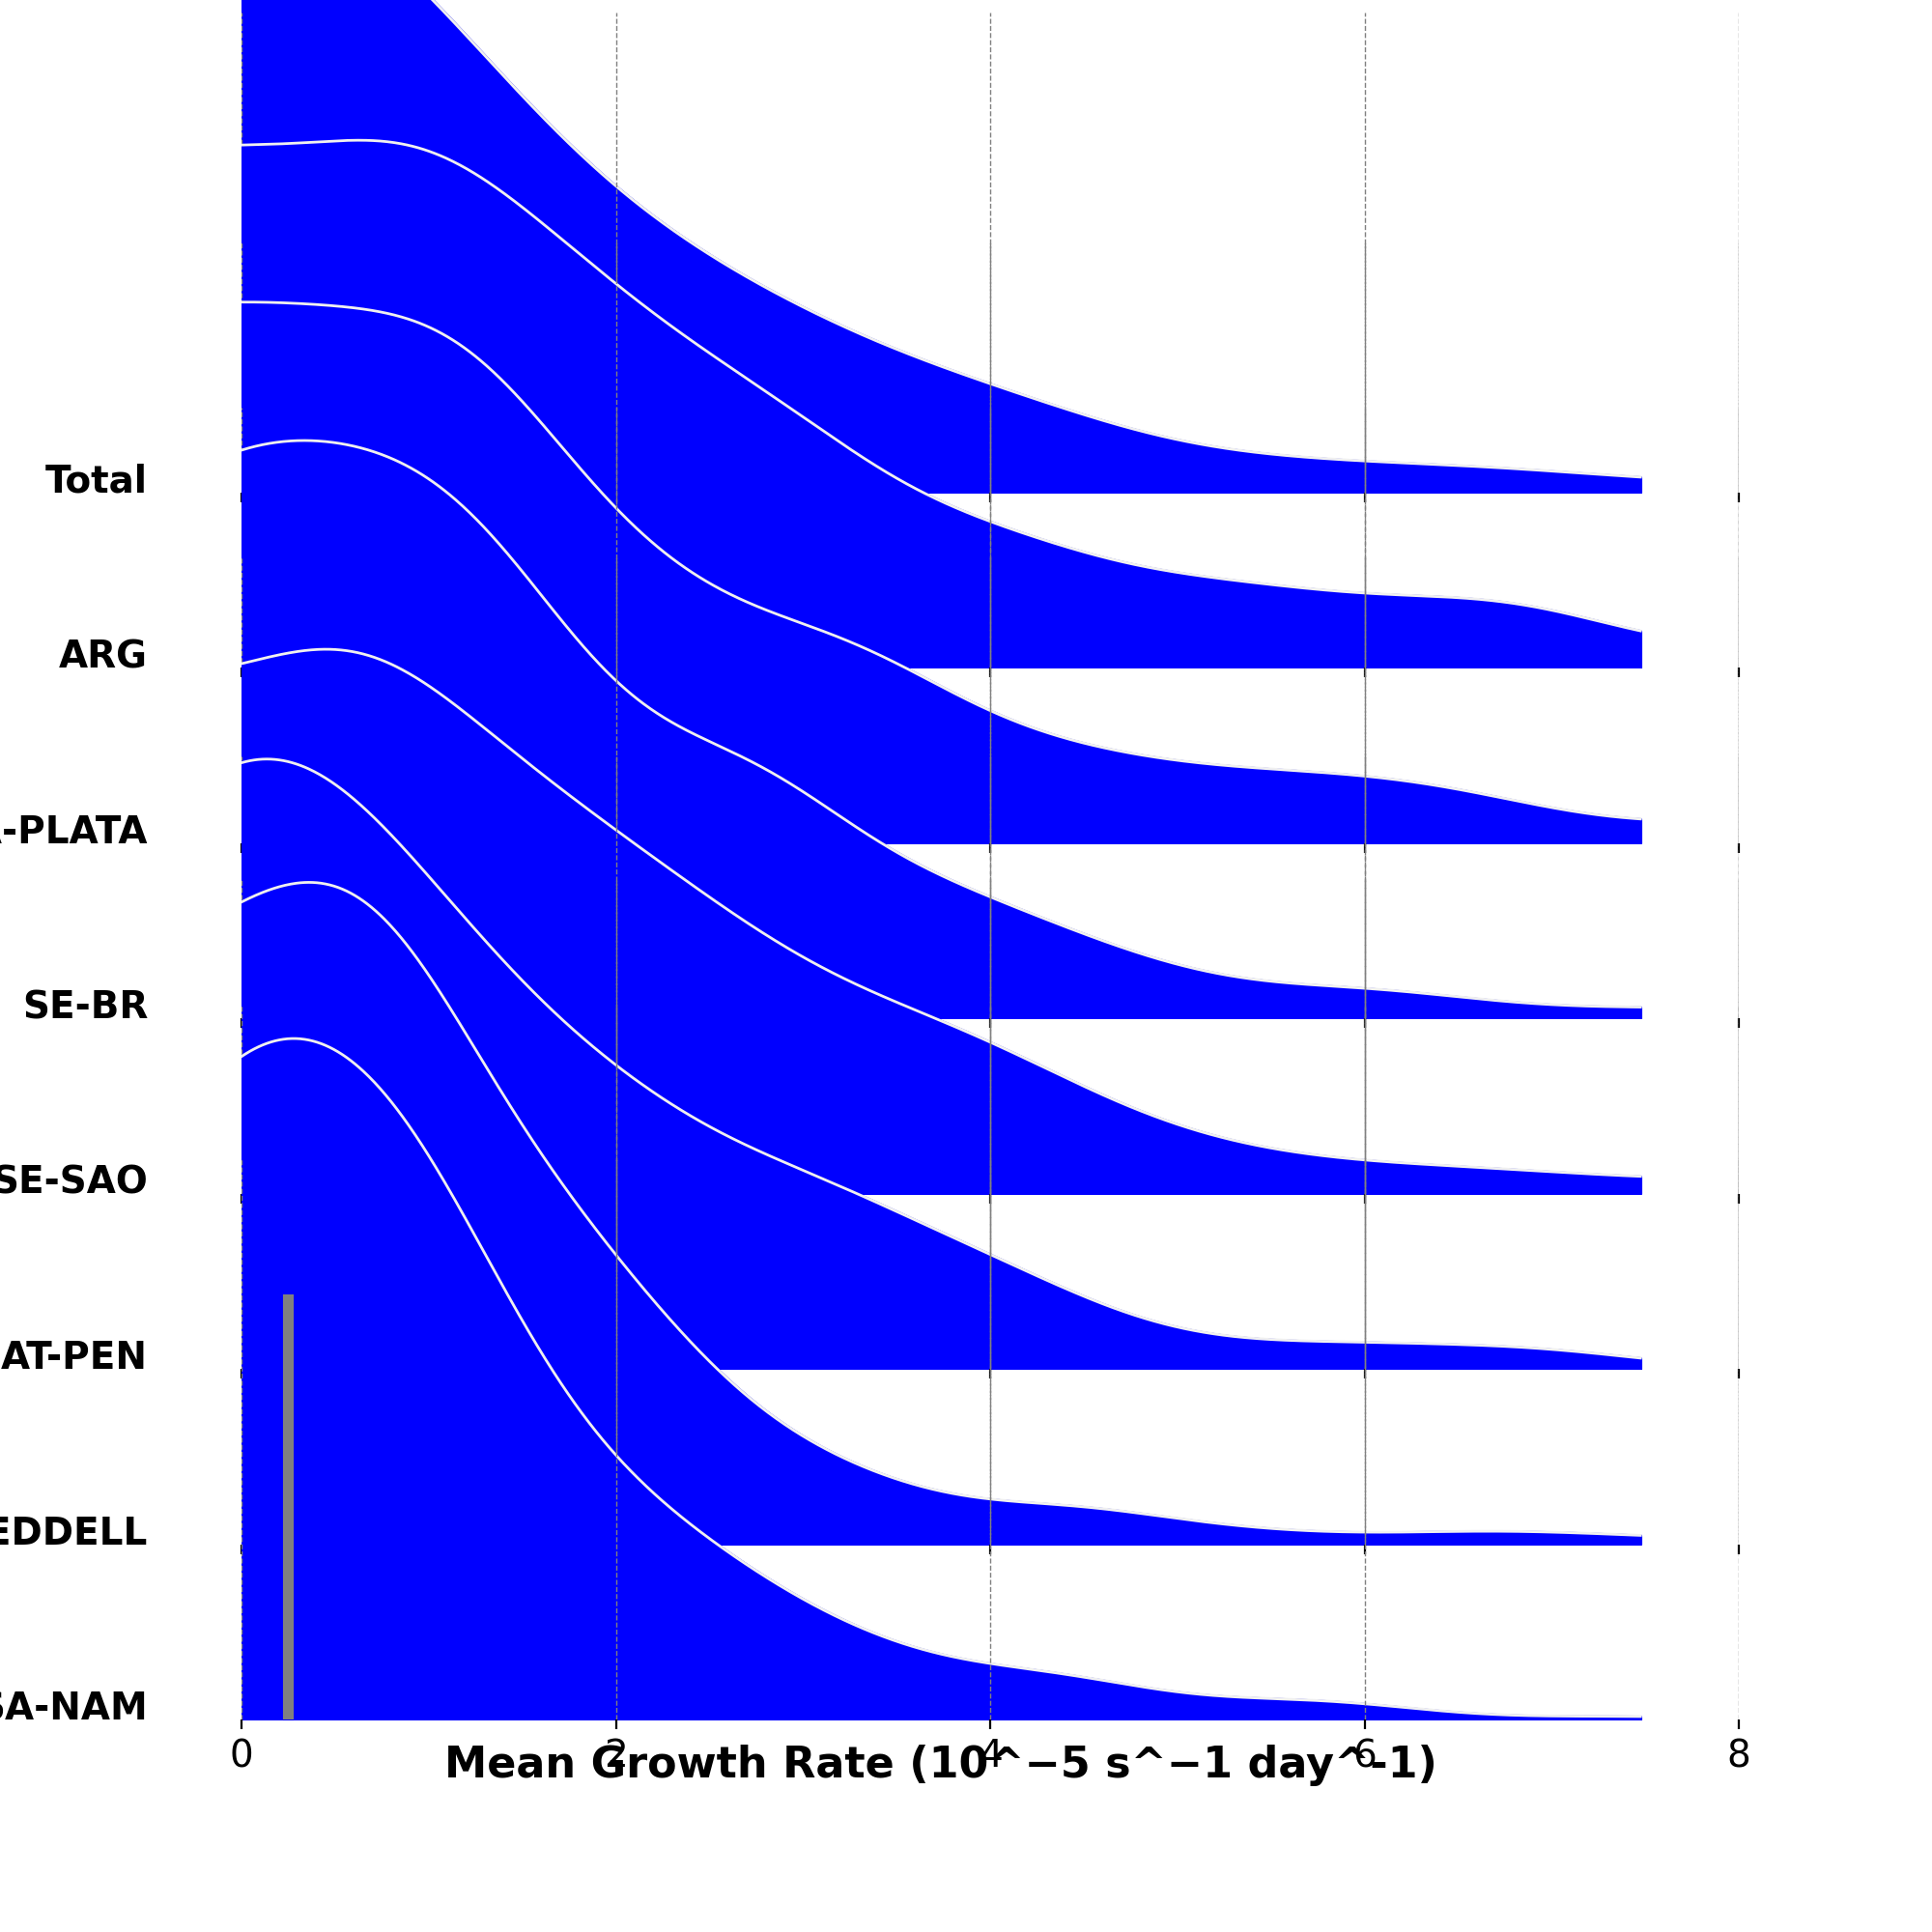 Total
ARG
-PLATA
SE-BR
SE-SAO
AT-PEN
EDDELL
SA-NAM
0 2 4 6 8
Mean Growth Rate (10^−5 s^−1 day^-1)